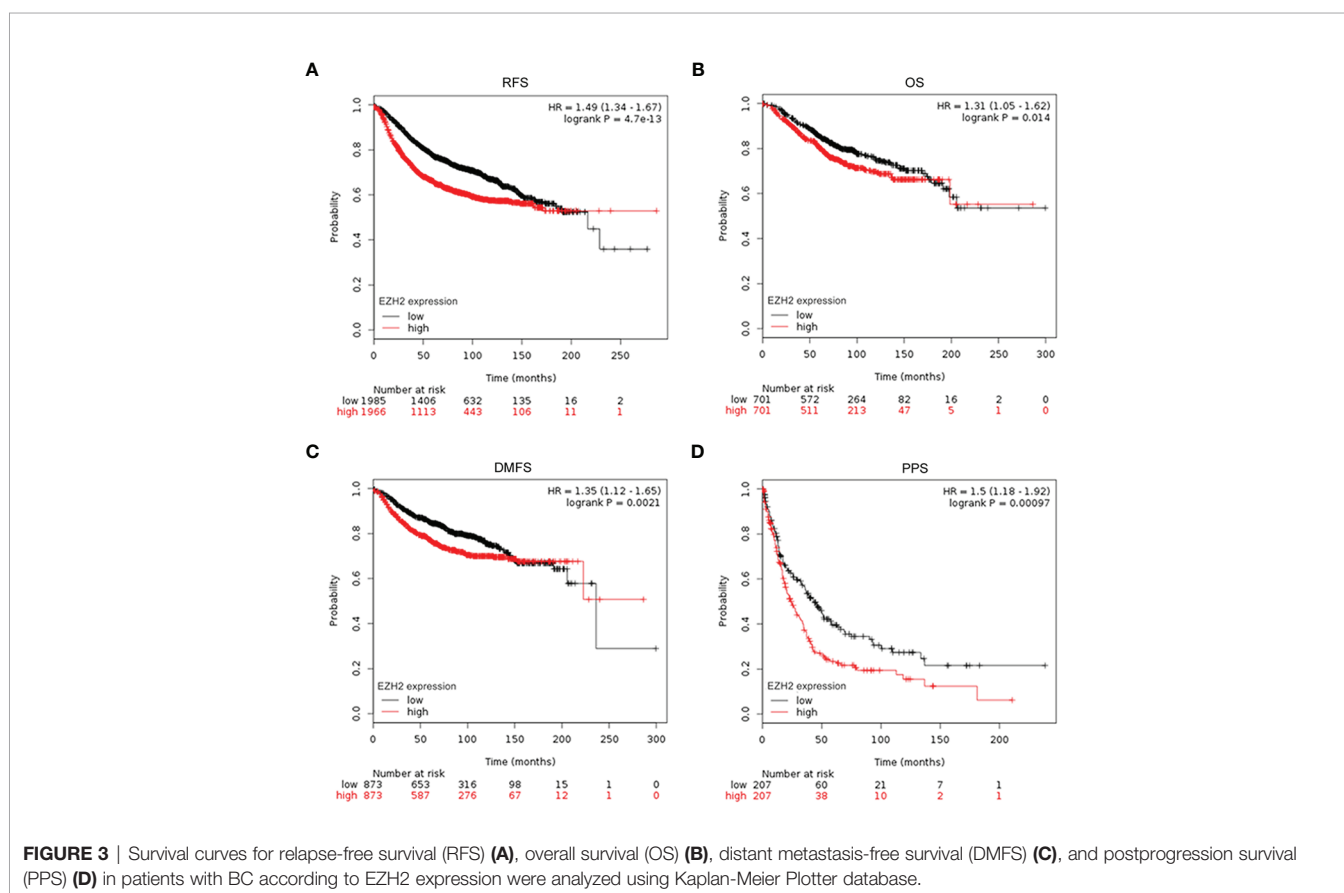 A
RFS
HR = 1.49 (1.34 - 1.67)
logrank P = 4.7e-13
Probability
1.0
0.8
0.6
0.4
0.2
0.0
EZH2 expression
low
high
0 50 100 150 200 250
Time (months)
Number at risk
low 1985 1406 632 135 16 2
high 1966 1113 443 106 11 1
B
OS
HR = 1.31 (1.05 - 1.62)
logrank P = 0.014
Probability
1.0
0.8
0.6
0.4
0.2
0.0
EZH2 expression
low
high
0 50 100 150 200 250 300
Time (months)
Number at risk
low 701 572 264 82 16 2 0
high 701 511 213 47 5 1 0
C
DMFS
HR = 1.35 (1.12 - 1.65)
logrank P = 0.0021
Probability
1.0
0.8
0.6
0.4
0.2
0.0
EZH2 expression
low
high
0 50 100 150 200 250 300
Time (months)
Number at risk
low 873 653 316 98 15 1 0
high 873 587 276 67 12 1 0
D
PPS
HR = 1.5 (1.18 - 1.92)
logrank P = 0.00097
Probability
1.0
0.8
0.6
0.4
0.2
0.0
EZH2 expression
low
high
0 50 100 150 200
Time (months)
Number at risk
low 207 60 21 7 1
high 207 38 10 2 1
FIGURE 3 | Survival curves for relapse-free survival (RFS) (A), overall survival (OS) (B), distant metastasis-free survival (DMFS) (C), and postprogression survival
(PPS) (D) in patients with BC according to EZH2 expression were analyzed using Kaplan-Meier Plotter database.